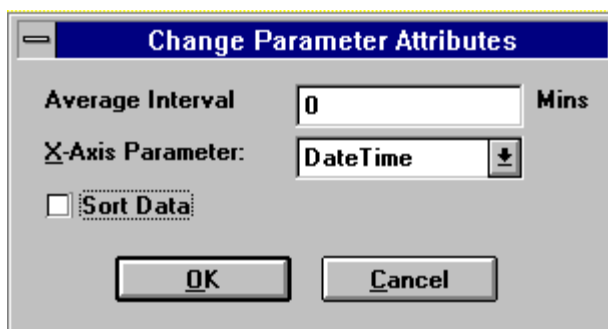 Change Parameter Attributes
Average Interval 0 Mins
X-Axis Parameter: DateTime
Sort Data
OK Cancel